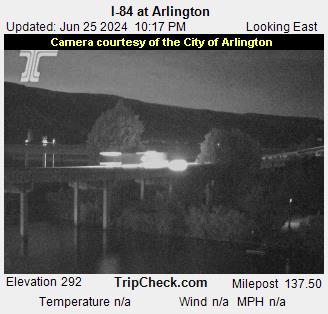 I-84 at Arlington
Updated: Jun 25 2024 10:17 PM Looking East
Camera courtesy of the City of Arlington
Elevation 292 TripCheck.com Milepost 137.50
Temperature n/a Wind n/a MPH n/a